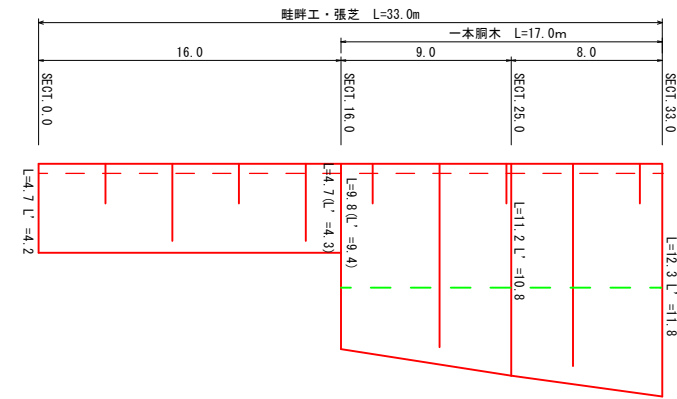 畦畔工・張芝 L=33.0m
一本胴木 L=17.0m
16.0
9.0
8.0
SECT. 0.0
SECT. 16.0
SECT. 25.0
SECT. 33.0
L=4.7 L'=4.2
L=4.7(L'=4.3)
L=9.8(L'=9.4)
L=11.2 L'=10.8
L=12.3 L'=11.8